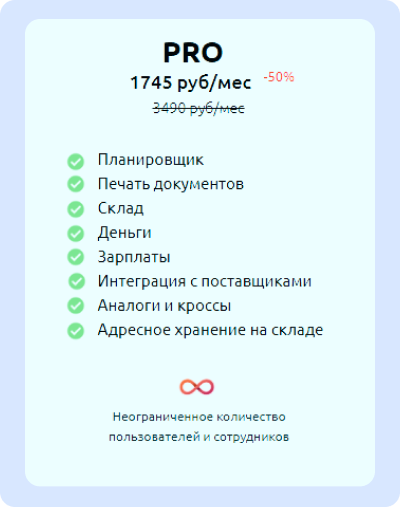 PRO
1745 руб/мес -50%
3490 руб/мес
Планировщик
Печать документов
Склад
Деньги
Зарплаты
Интеграция с поставщиками
Аналоги и кроссы
Адресное хранение на складе
Неограниченное количество
пользователей и сотрудников